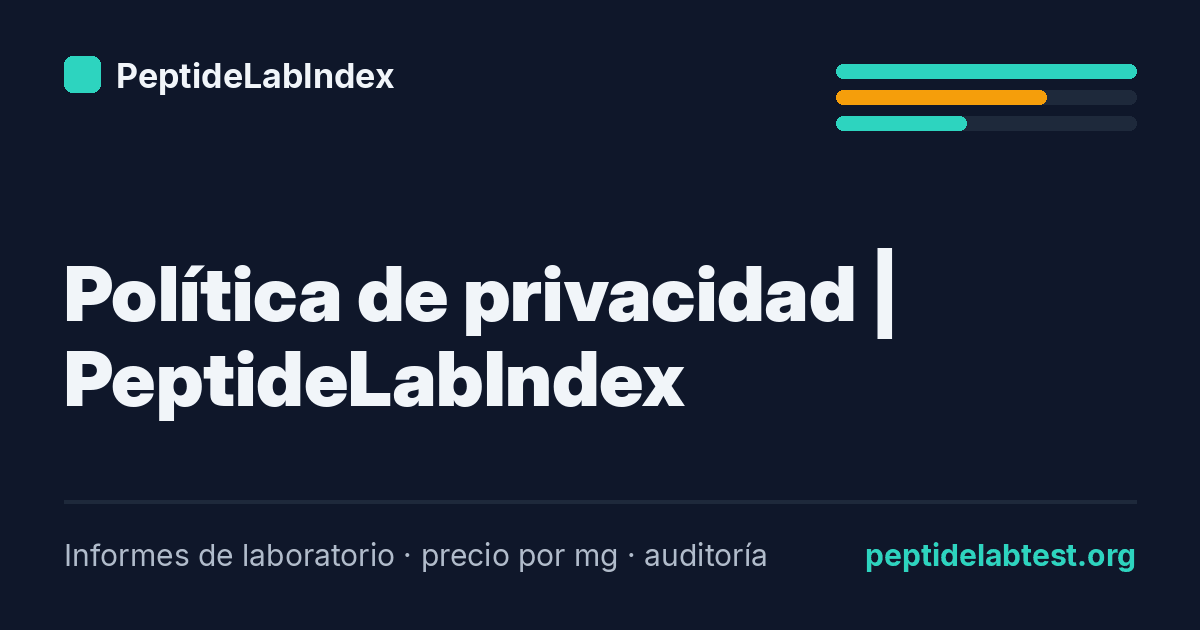 PeptideLabIndex
Política de privacidad |
PeptideLabIndex
Informes de laboratorio · precio por mg · auditoría
peptidelabtest.org